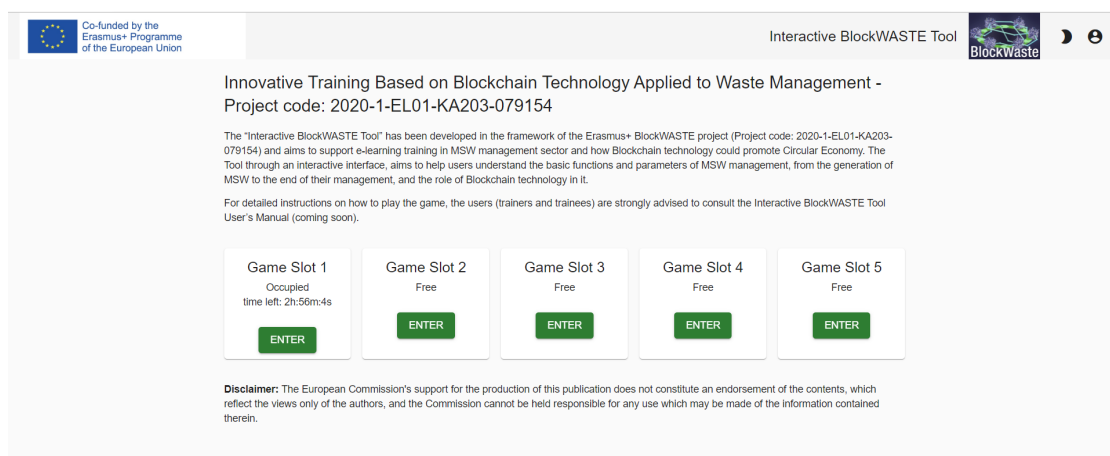 Co-funded by the
Erasmus+ Programme
of the European Union
Interactive BlockWASTE Tool
BlockWaste
Innovative Training Based on Blockchain Technology Applied to Waste Management -
Project code: 2020-1-EL01-KA203-079154
The "Interactive BlockWASTE Tool" has been developed in the framework of the Erasmus+ BlockWASTE project (Project code: 2020-1-EL01-KA203-
079154) and aims to support e-learning training in MSW management sector and how Blockchain technology could promote Circular Economy. The
Tool through an interactive interface, aims to help users understand the basic functions and parameters of MSW management, from the generation of
MSW to the end of their management, and the role of Blockchain technology in it.
For detailed instructions on how to play the game, the users (trainers and trainees) are strongly advised to consult the Interactive BlockWASTE Tool
User's Manual (coming soon).
Game Slot 1
Occupied
time left: 2h:56m:4s
ENTER
Game Slot 2
Free
ENTER
Game Slot 3
Free
ENTER
Game Slot 4
Free
ENTER
Game Slot 5
Free
ENTER
Disclaimer: The European Commission's support for the production of this publication does not constitute an endorsement of the contents, which
reflect the views only of the authors, and the Commission cannot be held responsible for any use which may be made of the information contained
therein.